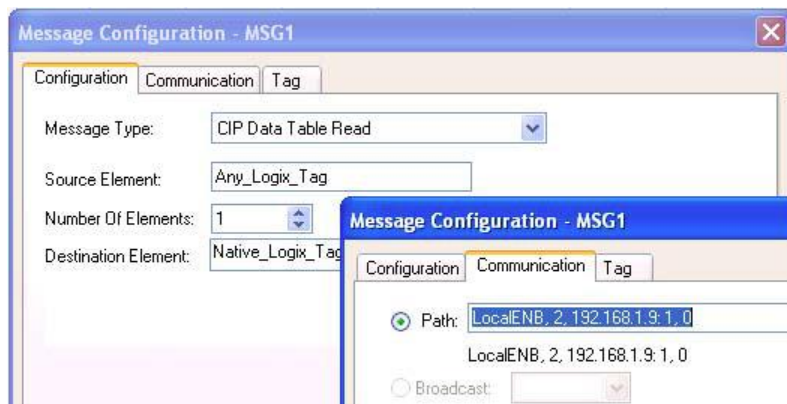 Message Configuration - MSG1
Configuration Communication Tag
Message Type: CIP Data Table Read
Source Element: Any_Logix_Tag
Number Of Elements: 1
Destination Element: Native_Logix_Tag
Message Configuration - MSG1
Configuration Communication Tag
Path: LocalENB, 2, 192.168.1.9: 1, 0
LocalENB, 2, 192.168.1.9: 1, 0
Broadcast: